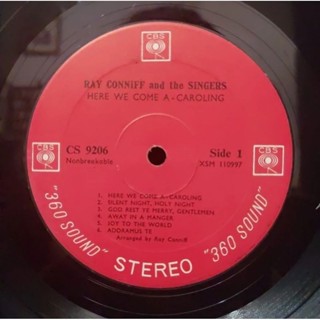 CBS
RAY CONNIFF and the SINGERS
HERE WE COME A-CAROLING
CS 9206
Nonbreakable
Side 1
XSM 110997
CBS
CBS
1. HERE WE COME A-CAROLING
2. SILENT NIGHT, HOLY NIGHT
3. GOD REST YE MERRY, GENTLEMEN
4. AWAY IN A MANGER
5. JOY TO THE WORLD
6. ADORAMUS TE
Arranged by Ray Conniff
"360 SOUND" STEREO "360 SOUND"